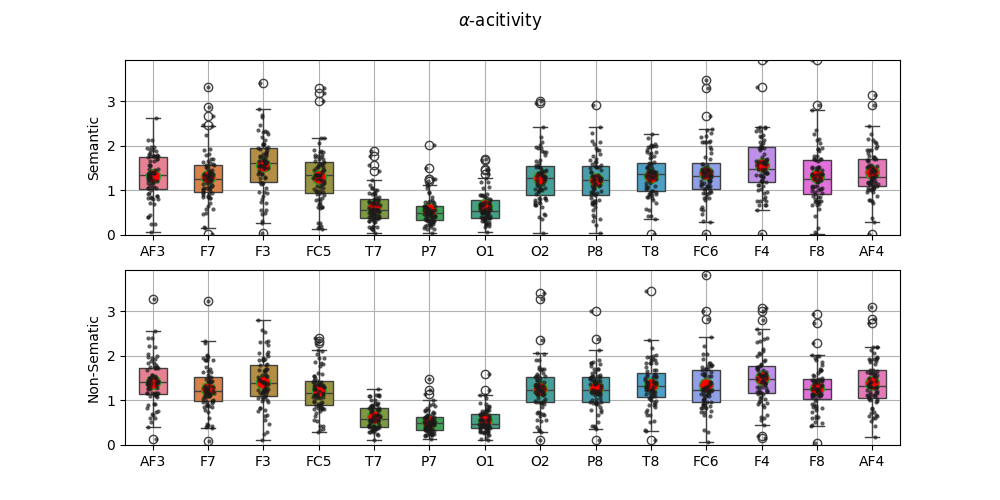 α-acitivity
Semantic
3
2
1
0
AF3 F7 F3 FC5 T7 P7 O1 O2 P8 T8 FC6 F4 F8 AF4
Non-Sematic
3
2
1
0
AF3 F7 F3 FC5 T7 P7 O1 O2 P8 T8 FC6 F4 F8 AF4